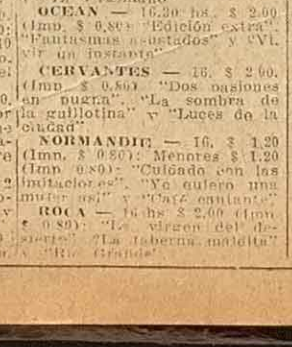 OCEAN — 16.30 hs. $ 2.00
(Imp. $ 0,80): "Edición extra",
"Fantasmas asustados" y "Vi-
vir un instante"
CERVANTES — 16. $ 2 00.
(Imp $ 0,80) "Dos pasiones
en pugna". "La sombra de
la guillotina" y "Luces de la
ciudad"
NORMANDIE — 16. $ 1.20
(Imn. $ 0 80): Menores $ 1.20
(Imp 0.80): "Cuidado con las
imitaciones". "Yo quiero una
mujer así" y "Café cantante"
ROCA — 16 hs $ 2,00 (Imp.
$ 0,80): "La virgen del de-
sierto" "La taberna maldita"
y "Río Grande"